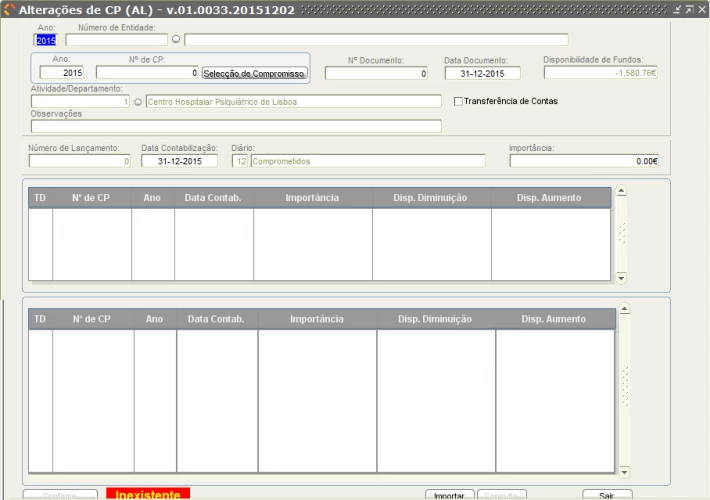 Alterações de CP (AL) - v.01.0033.20151202
Ano: Número de Entidade:
2015
Ano: Nº de CP: Nº Documento: Data Documento: Disponibilidade de Fundos:
2015 0 Selecção de Compromisso 0 31-12-2015 -1,580.76€
Atividade/Departamento:
1 Centro Hospitalar Psiquiátrico de Lisboa Transferência de Contas
Observações
Número de Lançamento: Data Contabilização: Diário: Importância:
0 31-12-2015 12 Comprometidos 0.00€
TD Nº de CP Ano Data Contab. Importância Disp. Diminuição Disp. Aumento
TD Nº de CP Ano Data Contab. Importância Disp. Diminuição Disp. Aumento
Confirma Inexistente Importar Consulta Sair